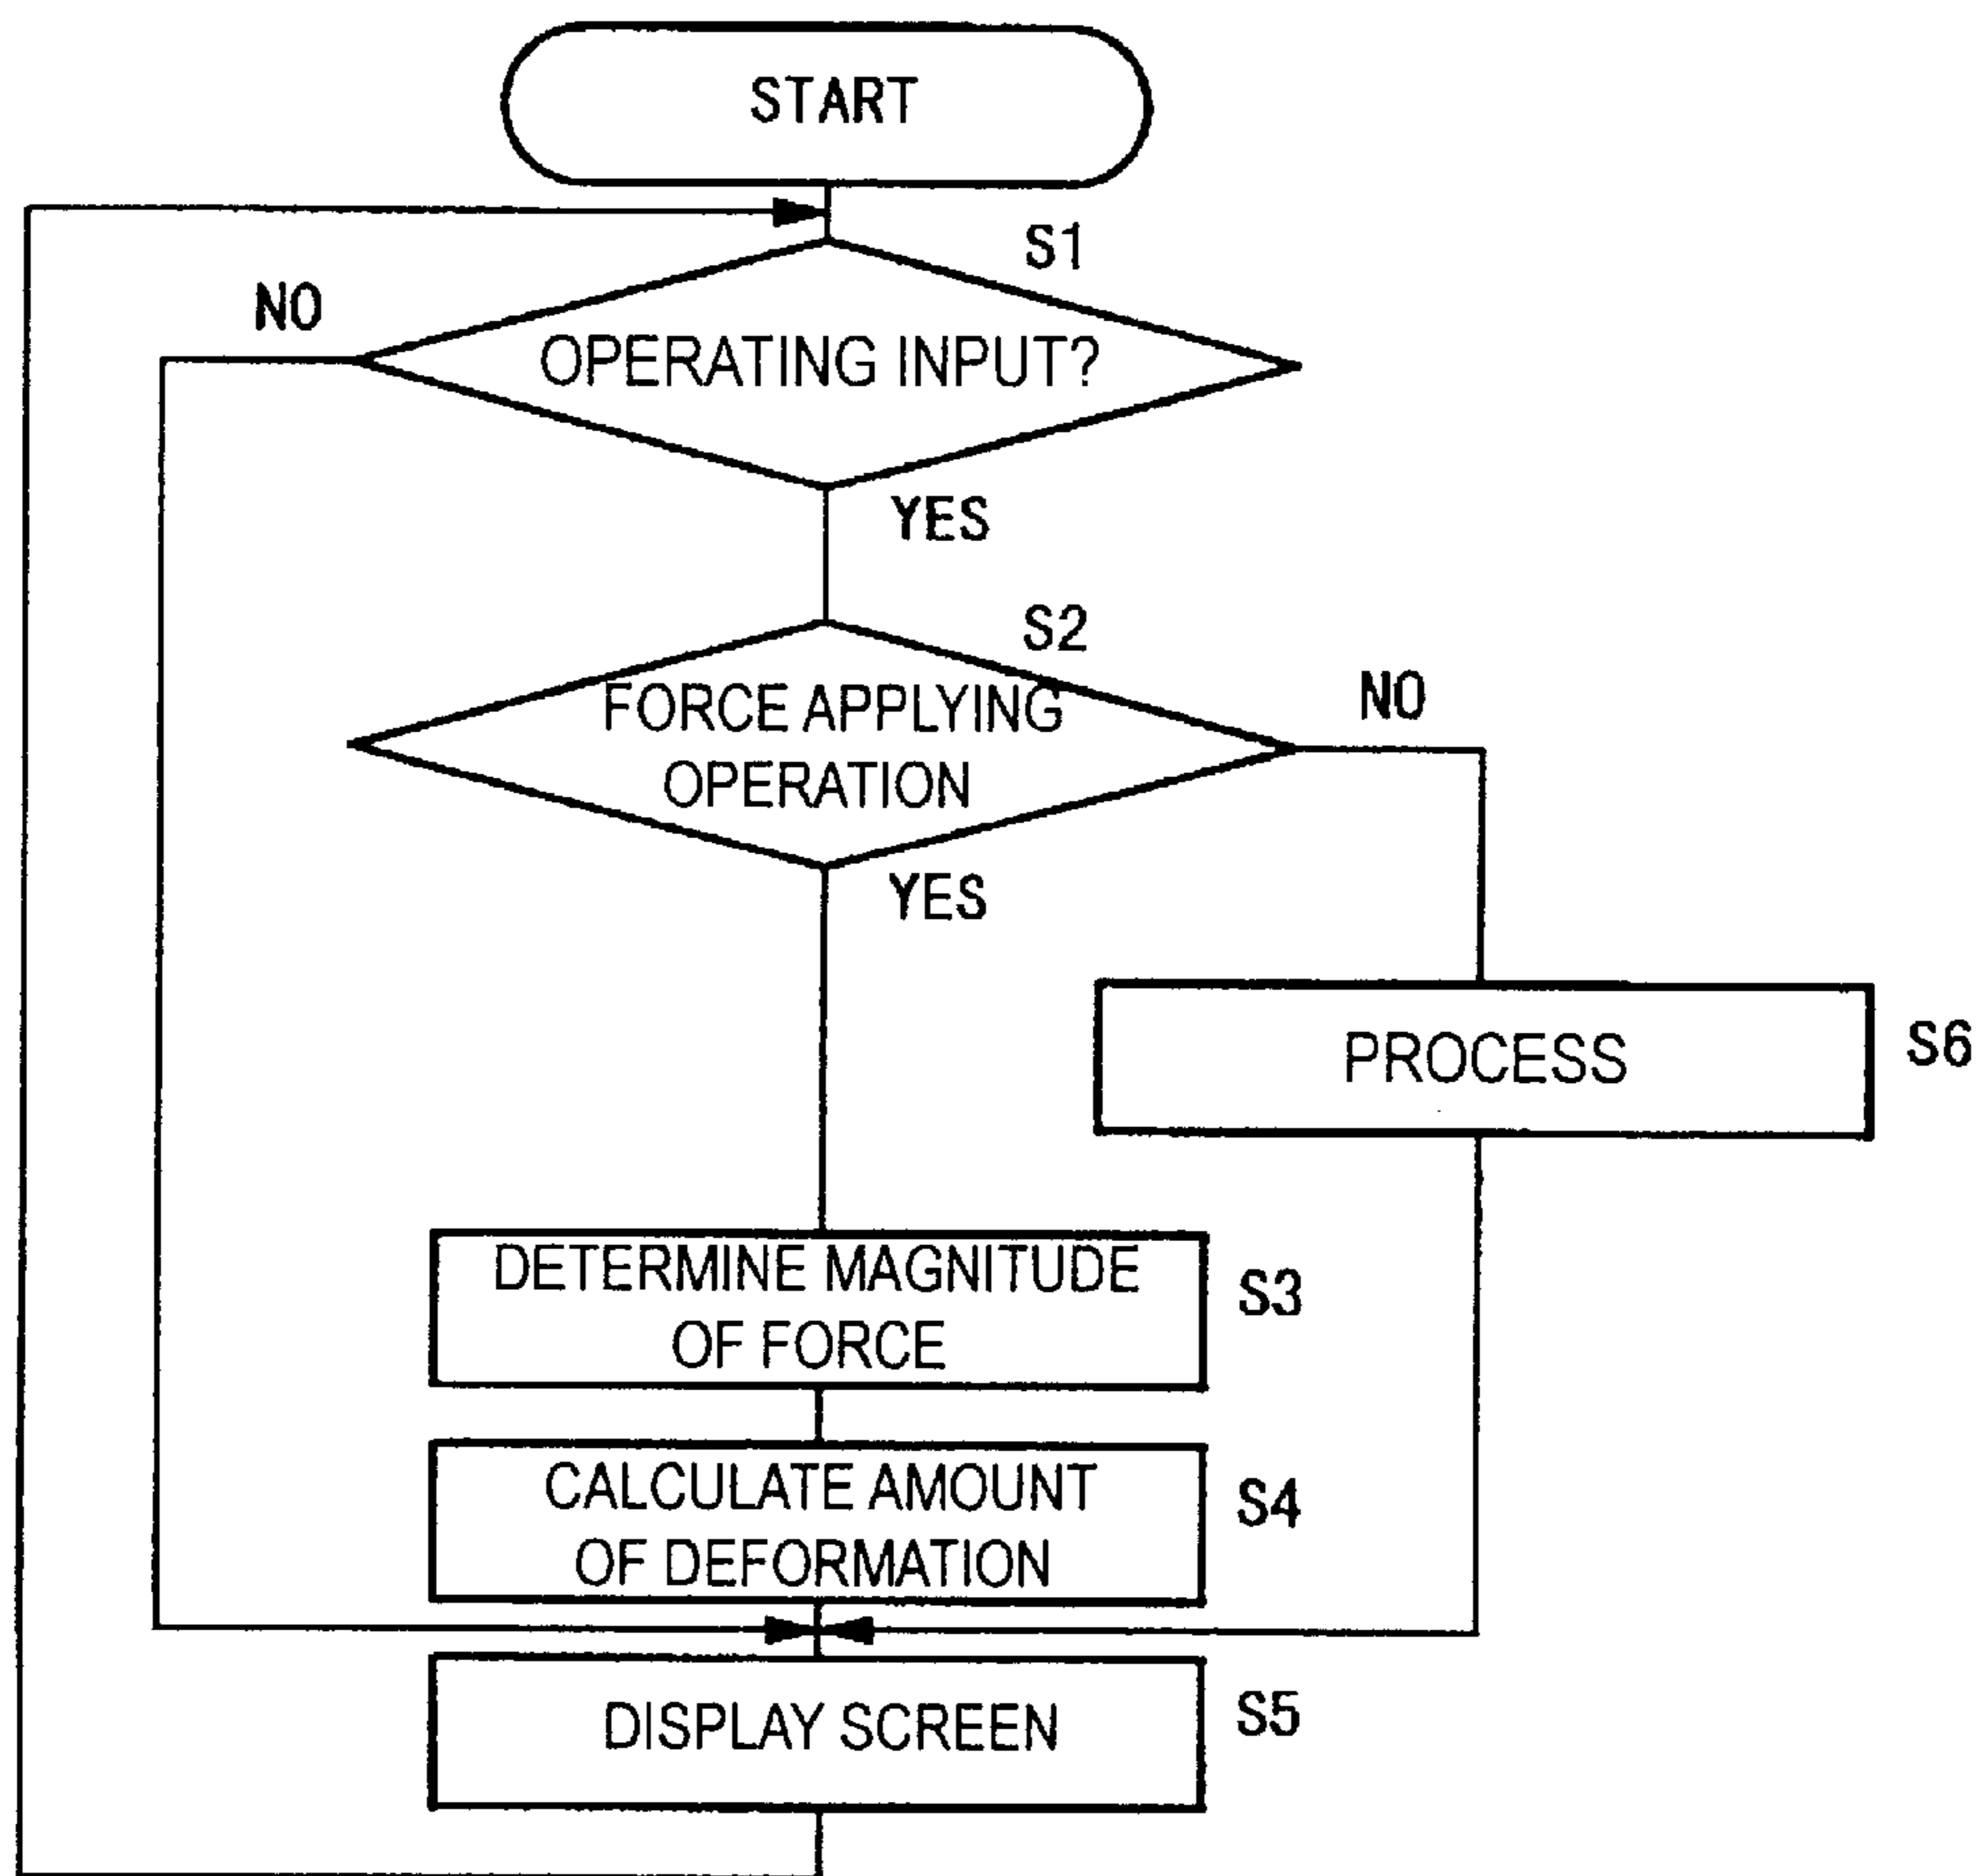 START
S1
NO
OPERATING INPUT?
YES
S2
FORCE APPLYING
OPERATION
NO
YES
PROCESS
S6
DETERMINE MAGNITUDE
OF FORCE
S3
CALCULATE AMOUNT
OF DEFORMATION
S4
DISPLAY SCREEN
S5